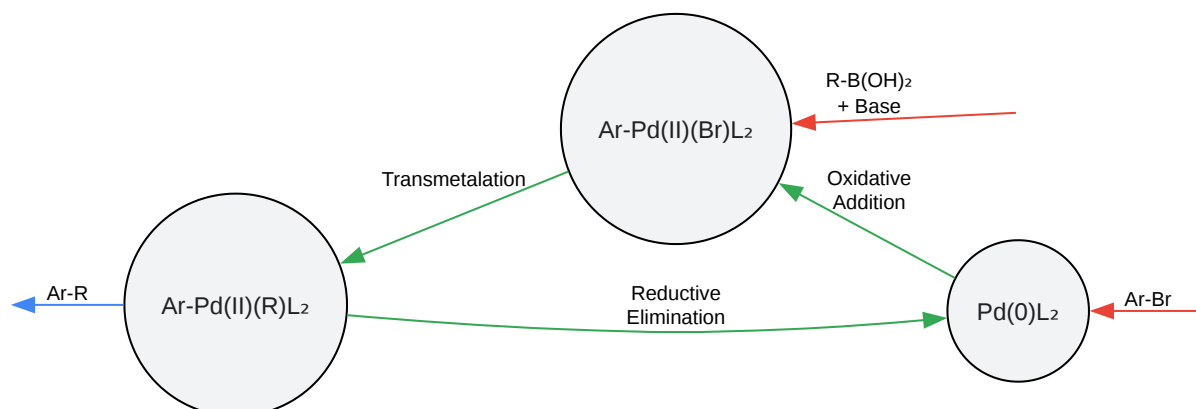 R-B(OH)₂
+ Base
Ar-Pd(II)(Br)L₂
Transmetalation
Oxidative
Addition
Ar-R
Ar-Pd(II)(R)L₂
Reductive
Elimination
Pd(0)L₂
Ar-Br